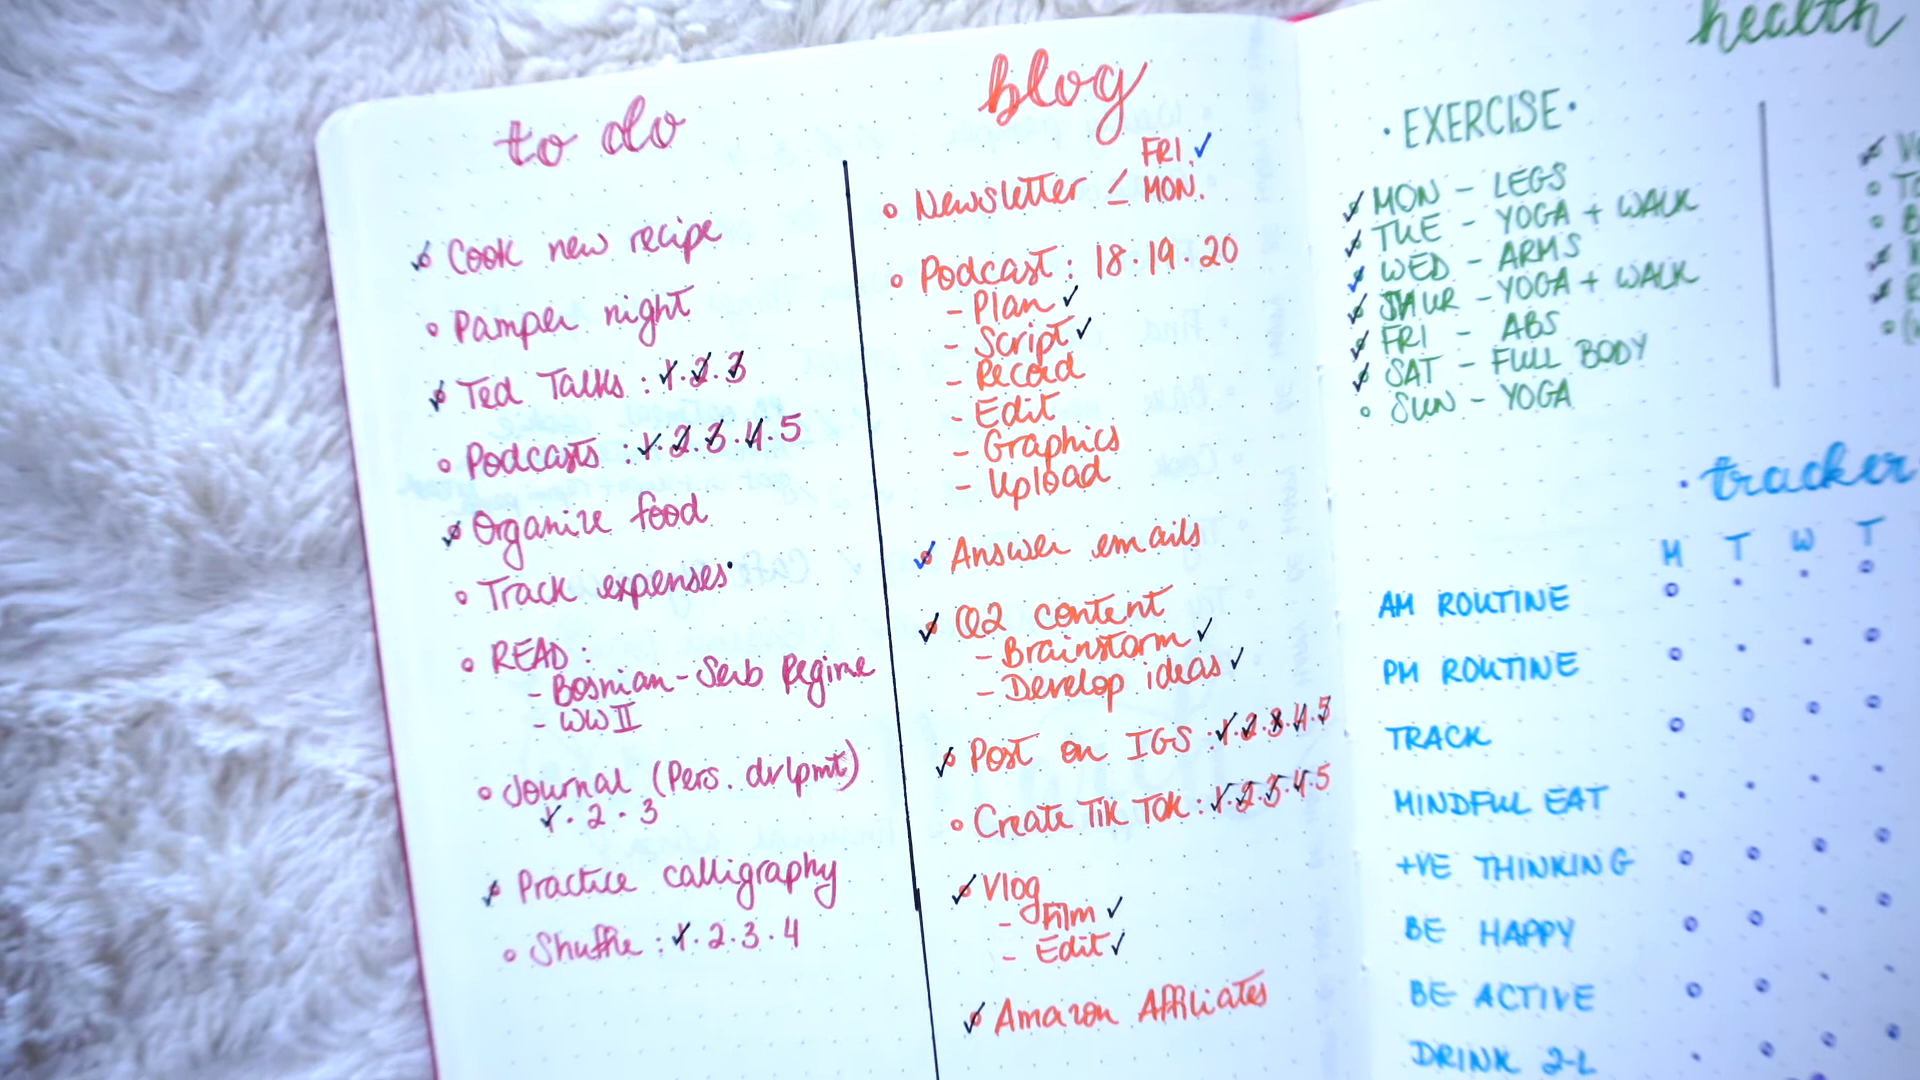 to do
✓ Cook new recipe
◦ Pamper night
✓ Ted Talks : 1.2.3
◦ Podcasts : 1.2.3.4.5
✓ Organize food
◦ Track expenses
◦ READ :
- Bosnian-Serb Regime
- WWII
◦ Journal (Pers. dvlpmt)
1.2.3
✓ Practice calligraphy
◦ Shuffle : 1.2.3.4
blog
FRI. ✓
◦ Newsletter ≤ MON.
◦ Podcast : 18.19.20
- Plan ✓
- Script ✓
- Record
- Edit
- Graphics
- Upload
✓ Answer emails
✓ Q2 content
- Brainstorm ✓
- Develop ideas ✓
✓ Post on IGS : 1.2.3.4.5
◦ Create Tik Tok : 1.2.3.4.5
✓ Vlog
- Film ✓
- Edit ✓
✓ Amazon Affiliates
health
• EXERCISE •
✓ MON - LEGS
✓ TUE - YOGA + WALK
✓ WED - ARMS
✓ THUR - YOGA + WALK
✓ FRI - ABS
✓ SAT - FULL BODY
◦ SUN - YOGA
• tracker
M T W T
AM ROUTINE
PM ROUTINE
TRACK
MINDFUL EAT
+VE THINKING
BE HAPPY
BE ACTIVE
DRINK 2-L